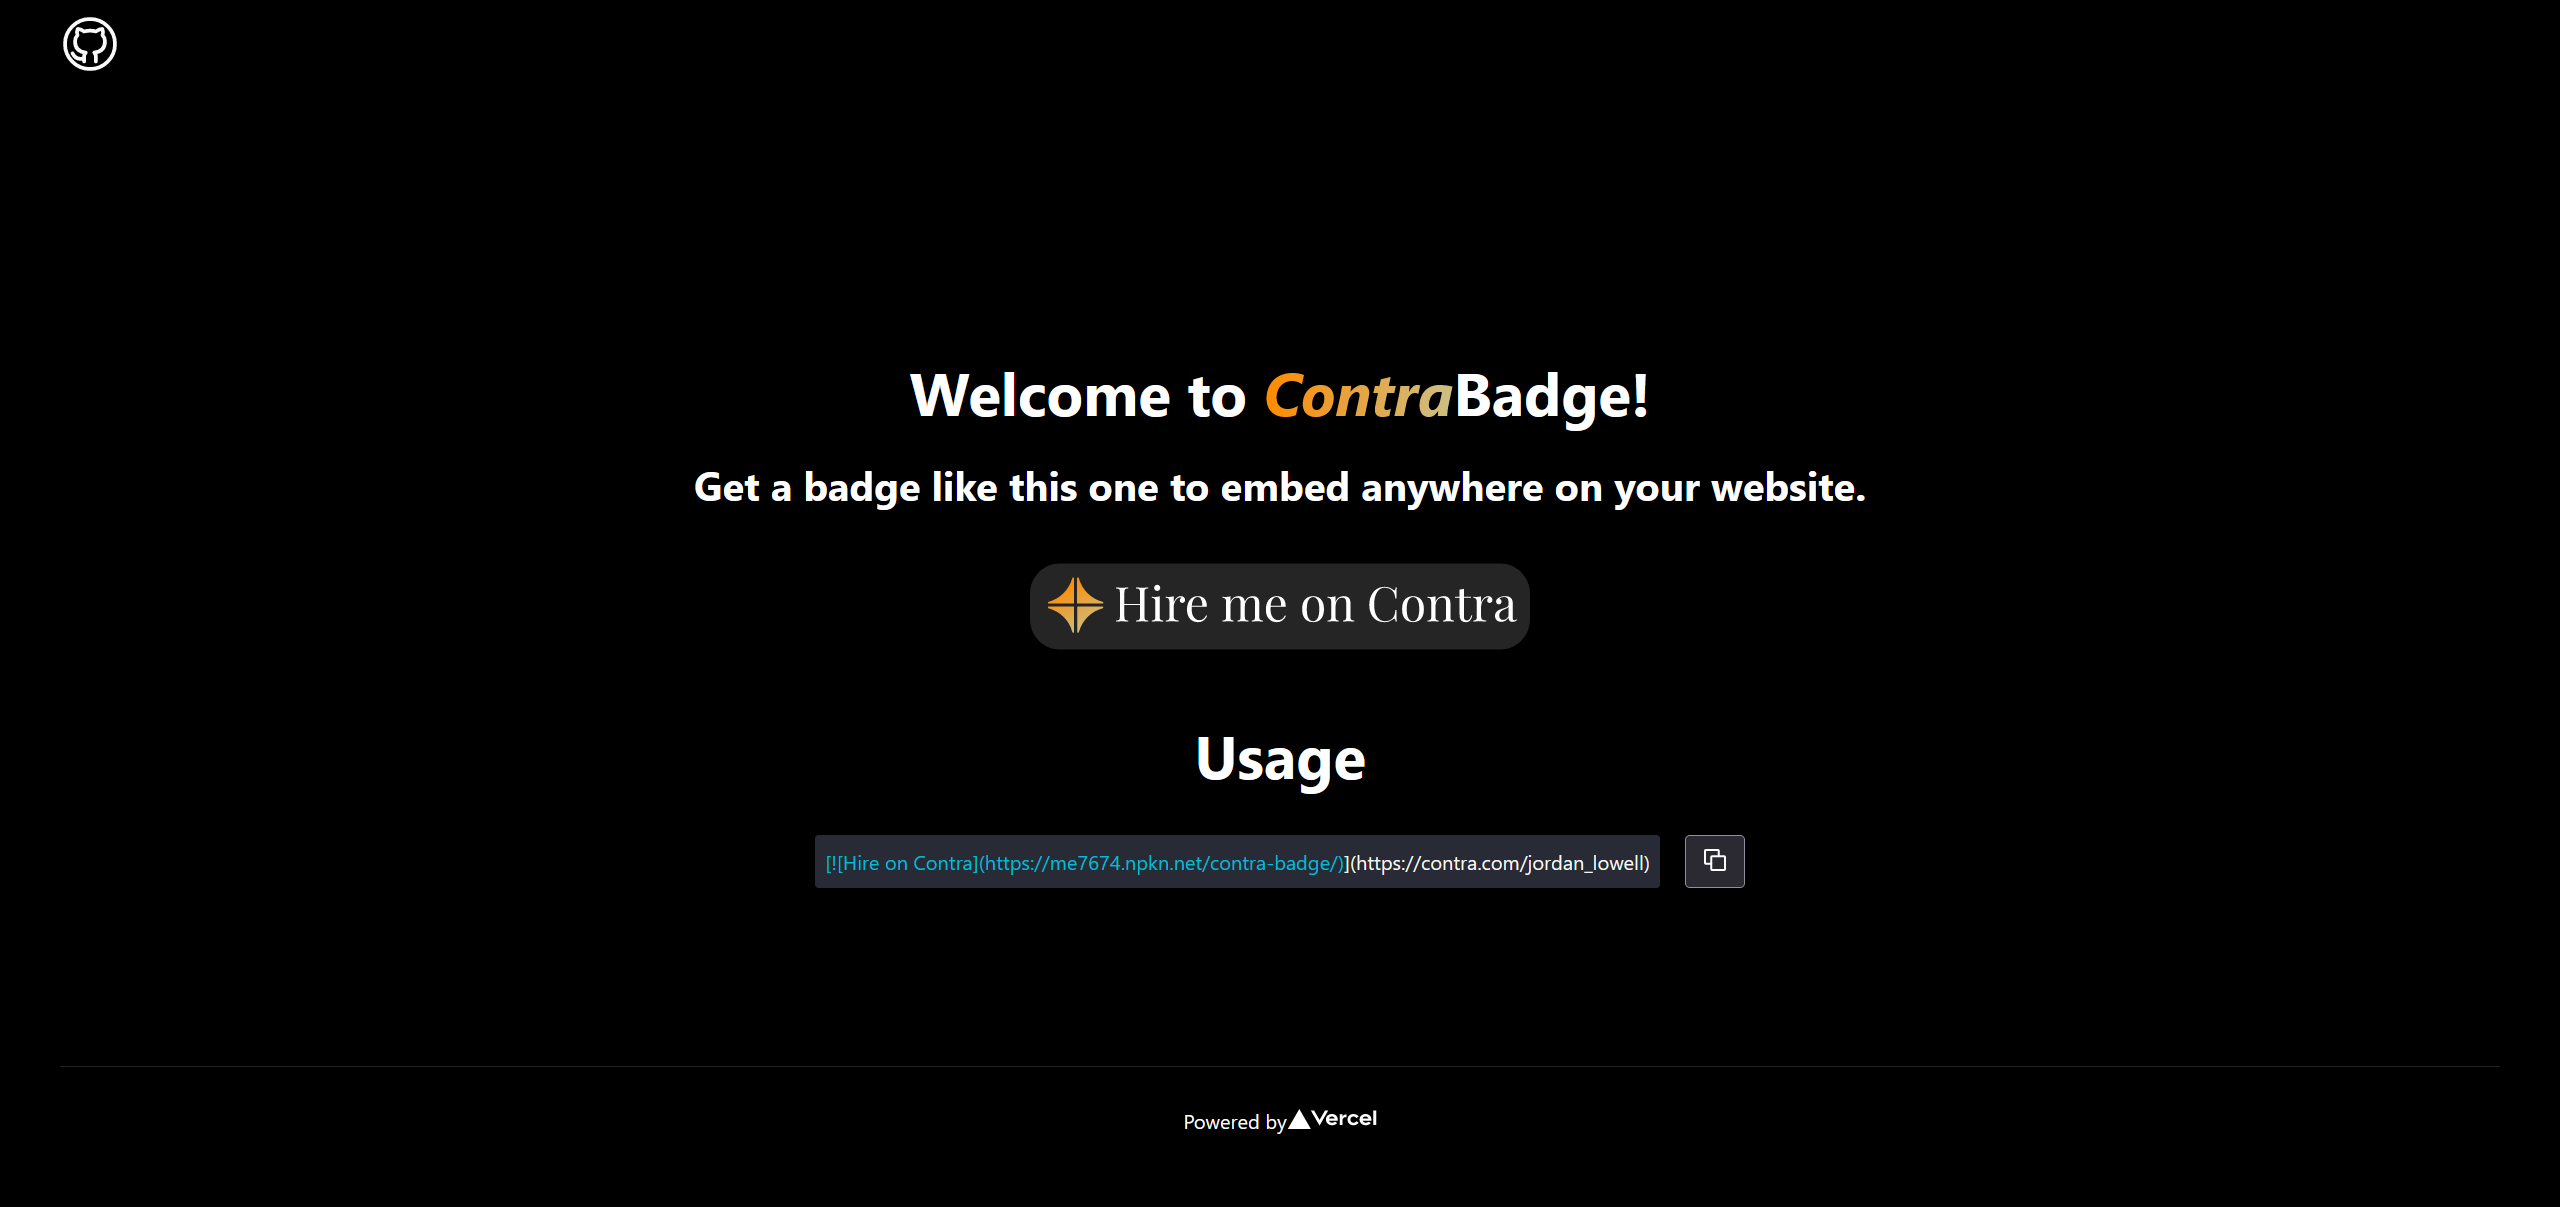 Welcome to ContraBadge!
Get a badge like this one to embed anywhere on your website.
Hire me on Contra
Usage
[![Hire on Contra](https://me7674.npkn.net/contra-badge/)](https://contra.com/jordan_lowell)
Powered by Vercel